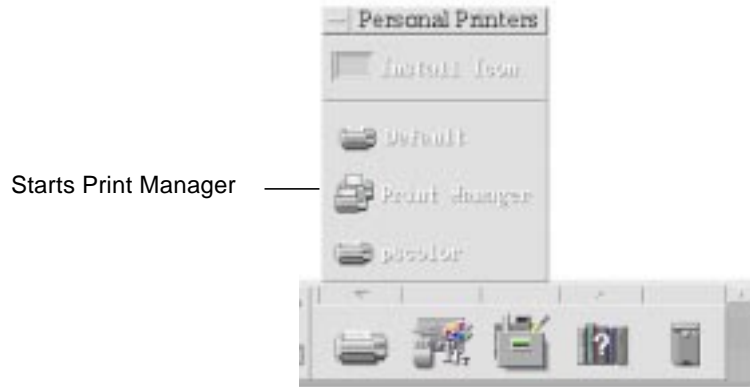 Personal Printers
Install Icon
Default
Starts Print Manager
Print Manager
pscolor
?